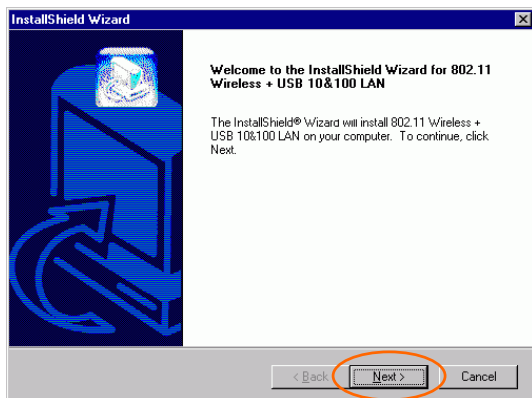 InstallShield Wizard
Welcome to the InstallShield Wizard for 802.11
Wireless + USB 10&100 LAN
The InstallShield® Wizard will install 802.11 Wireless +
USB 10&100 LAN on your computer. To continue, click
Next.
< Back
Next >
Cancel